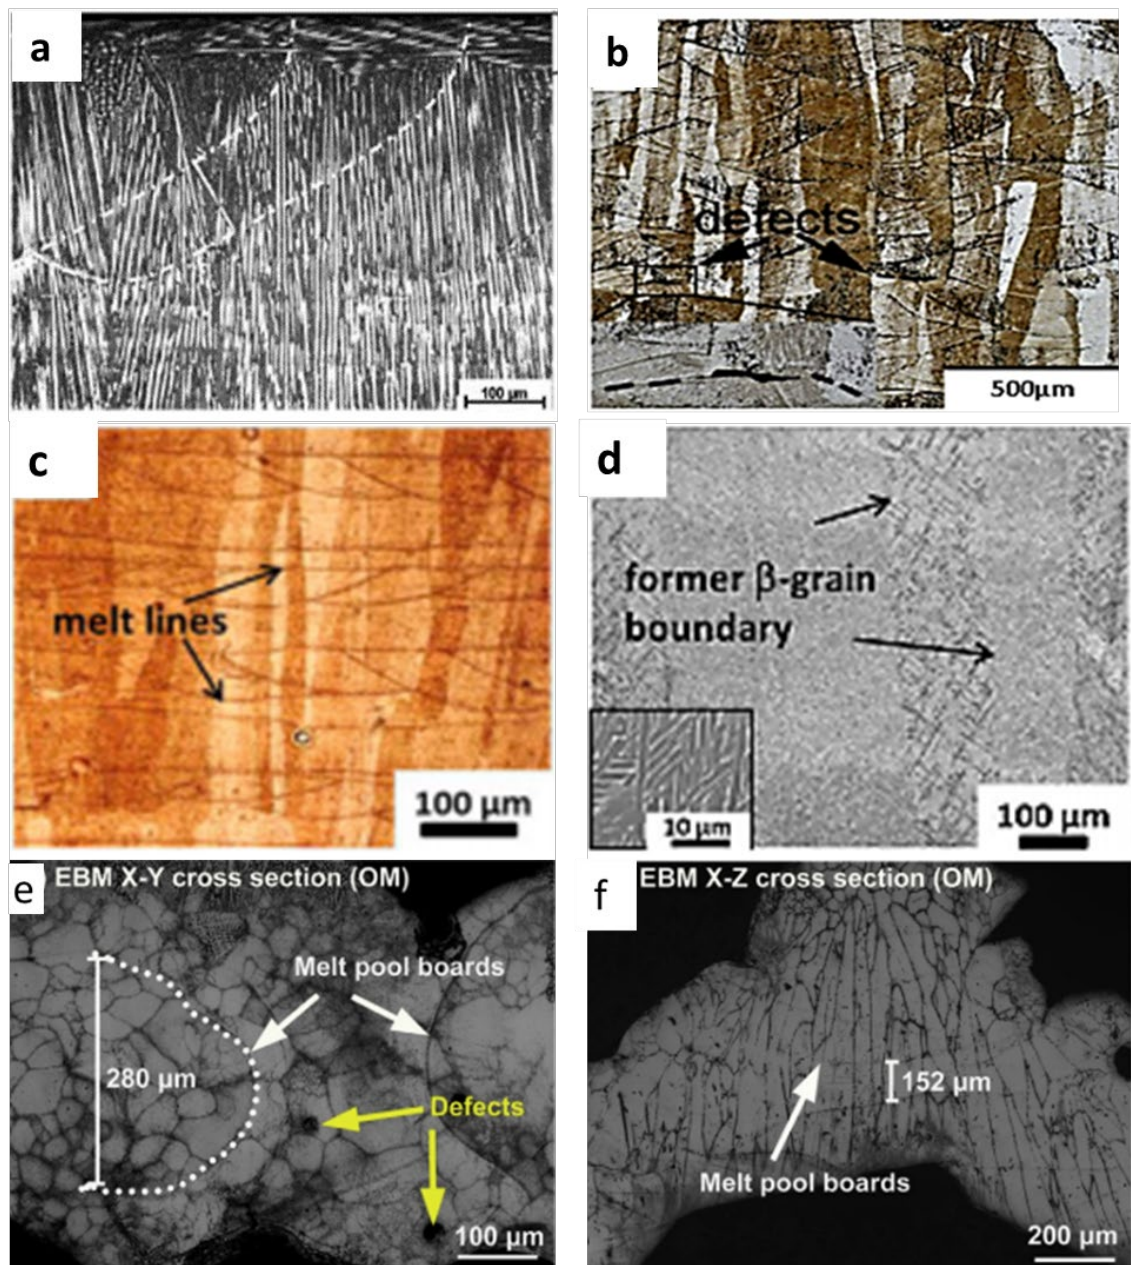 a
100 µm
b
defects
500µm
c
melt lines
100 µm
d
former β-grain
boundary
10 µm
100 µm
e
EBM X-Y cross section (OM)
Melt pool boards
280 µm
Defects
100 µm
f
EBM X-Z cross section (OM)
152 µm
Melt pool boards
200 µm